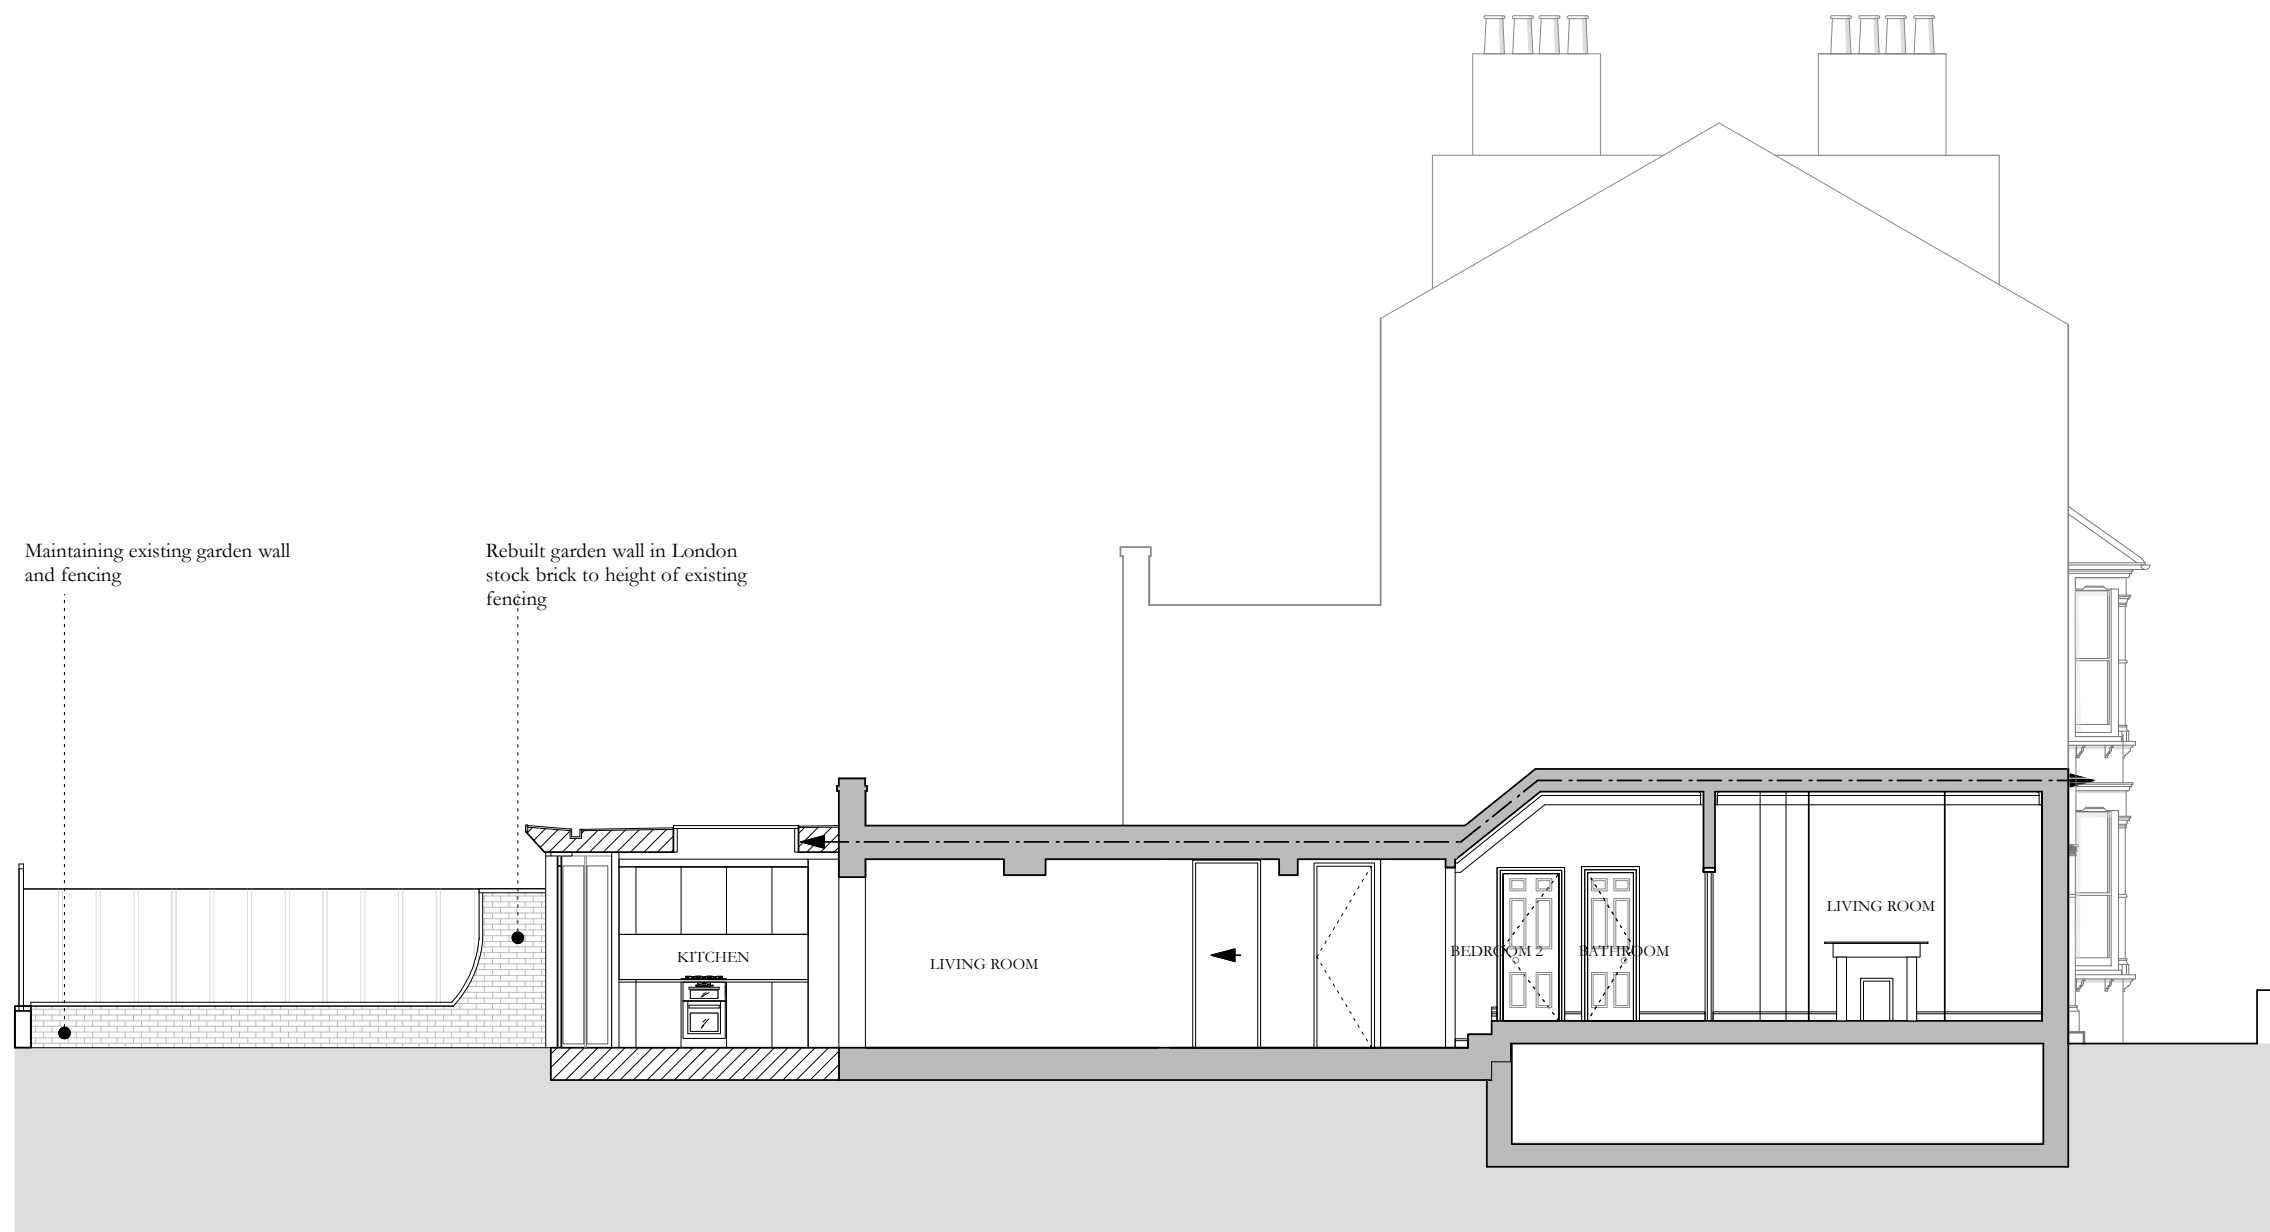 Maintaining existing garden wall
and fencing
Rebuilt garden wall in London
stock brick to height of existing
fencing
KITCHEN
LIVING ROOM
BEDROOM 2
BATHROOM
LIVING ROOM